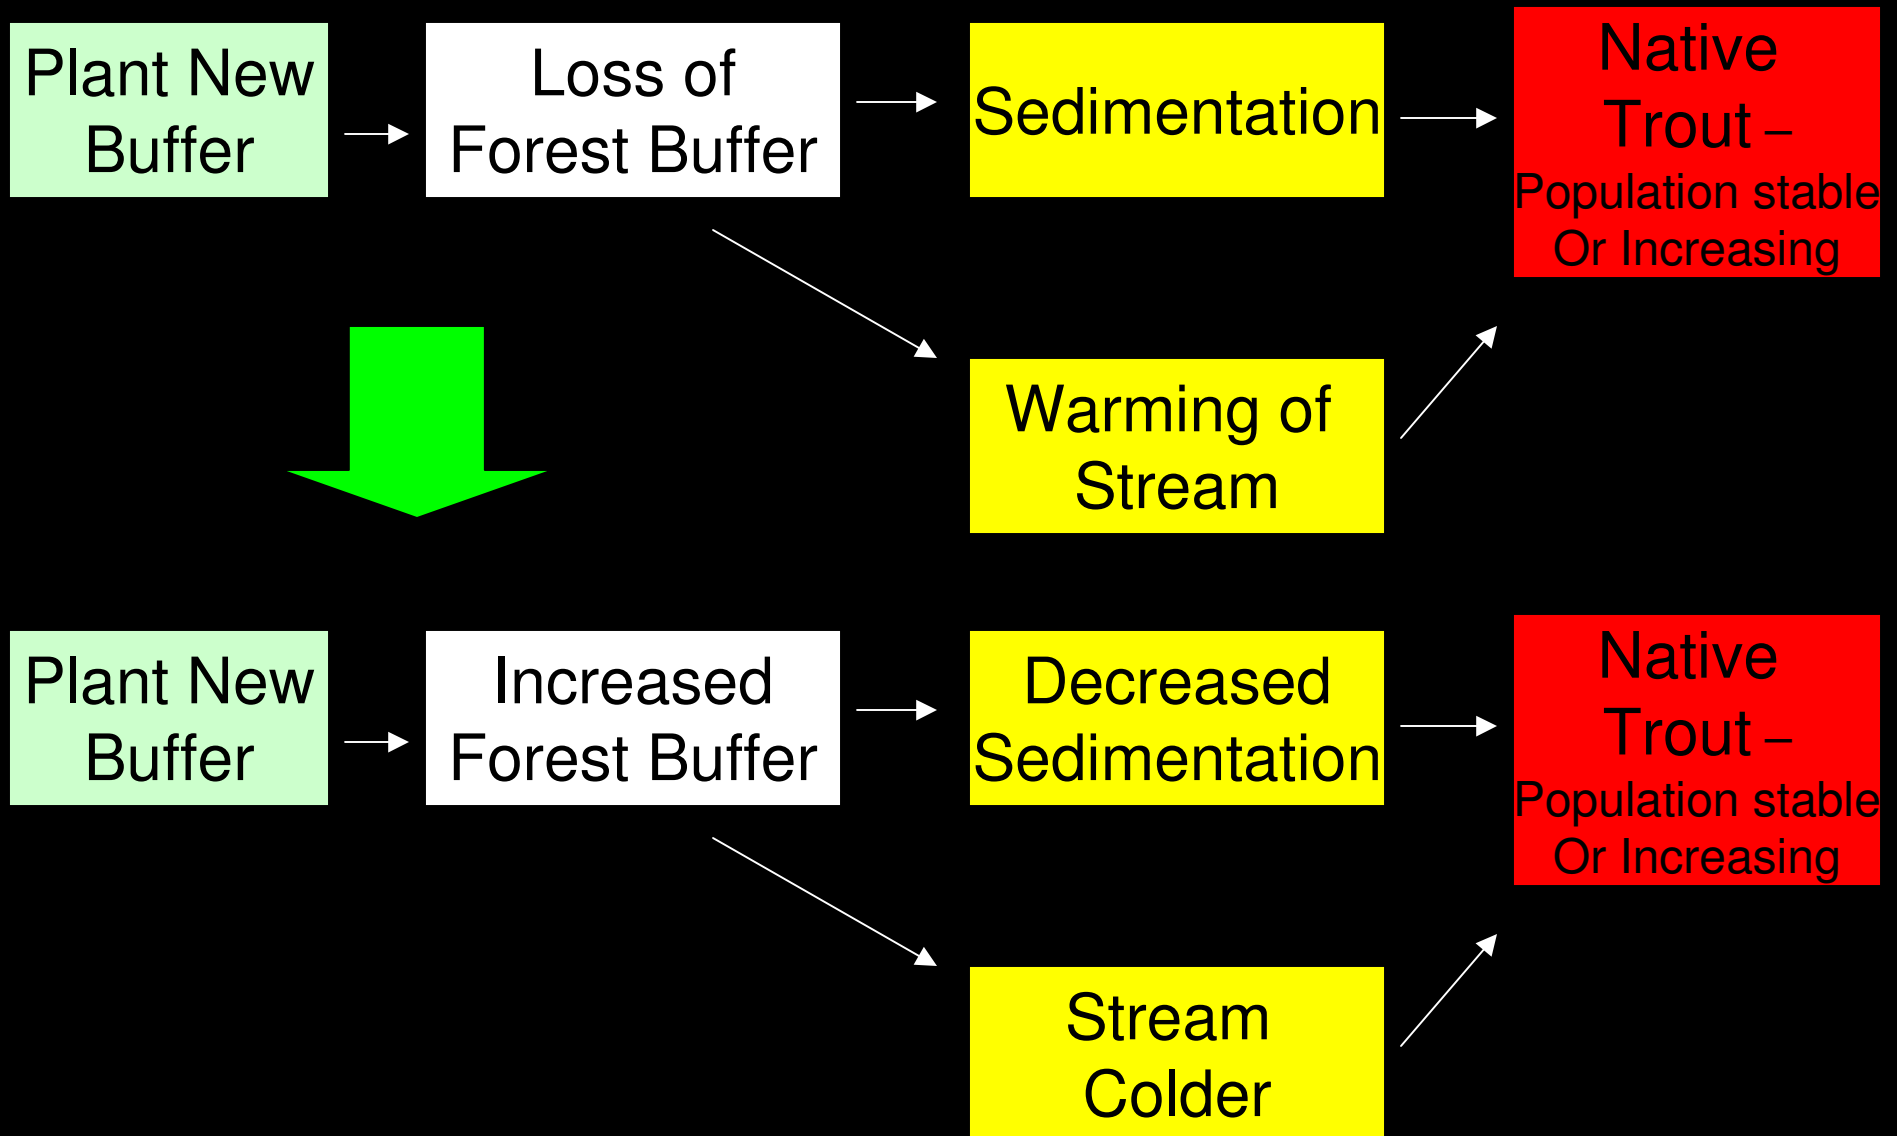 Plant New
Buffer
Loss of
Forest Buffer
Sedimentation
Native
Trout –
Population stable
Or Increasing
Warming of
Stream
Plant New
Buffer
Increased
Forest Buffer
Decreased
Sedimentation
Native
Trout –
Population stable
Or Increasing
Stream
Colder